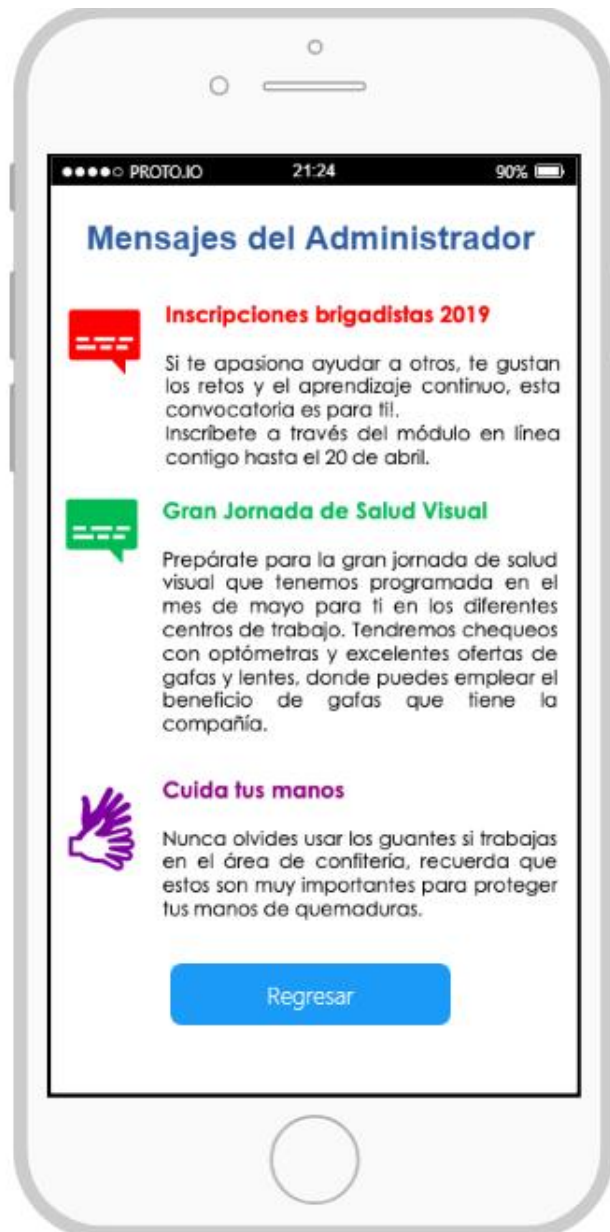 PROTO.IO 21:24 90%
Mensajes del Administrador
Inscripciones brigadistas 2019
Si te apasiona ayudar a otros, te gustan
los retos y el aprendizaje continuo, esta
convocatoria es para ti!.
Inscríbete a través del módulo en línea
contigo hasta el 20 de abril.
Gran Jornada de Salud Visual
Prepárate para la gran jornada de salud
visual que tenemos programada en el
mes de mayo para ti en los diferentes
centros de trabajo. Tendremos chequeos
con optómetras y excelentes ofertas de
gafas y lentes, donde puedes emplear el
beneficio de gafas que tiene la
compañía.
Cuida tus manos
Nunca olvides usar los guantes si trabajas
en el área de confitería, recuerda que
estos son muy importantes para proteger
tus manos de quemaduras.
Regresar